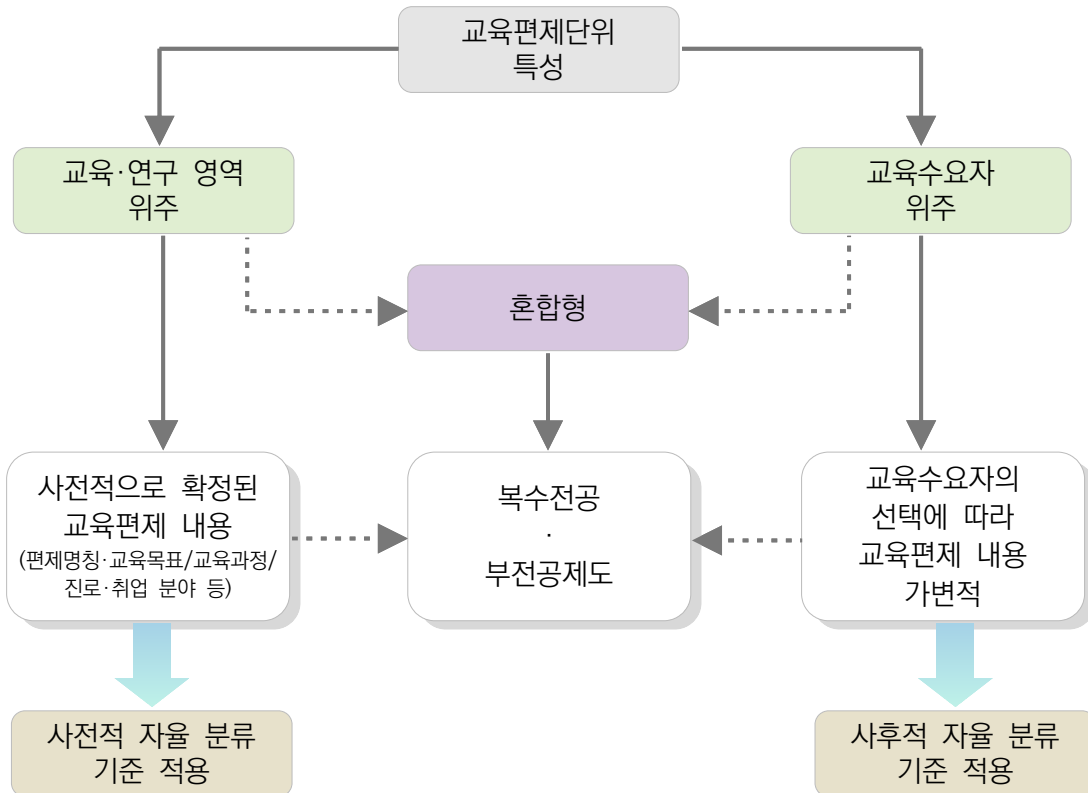 교육편제단위
특성
교육·연구 영역
위주
교육수요자
위주
혼합형
사전적으로 확정된
교육편제 내용
(편제명칭·교육목표/교육과정/
진로·취업 분야 등)
복수전공
·
부전공제도
교육수요자의
선택에 따라
교육편제 내용
가변적
사전적 자율 분류
기준 적용
사후적 자율 분류
기준 적용